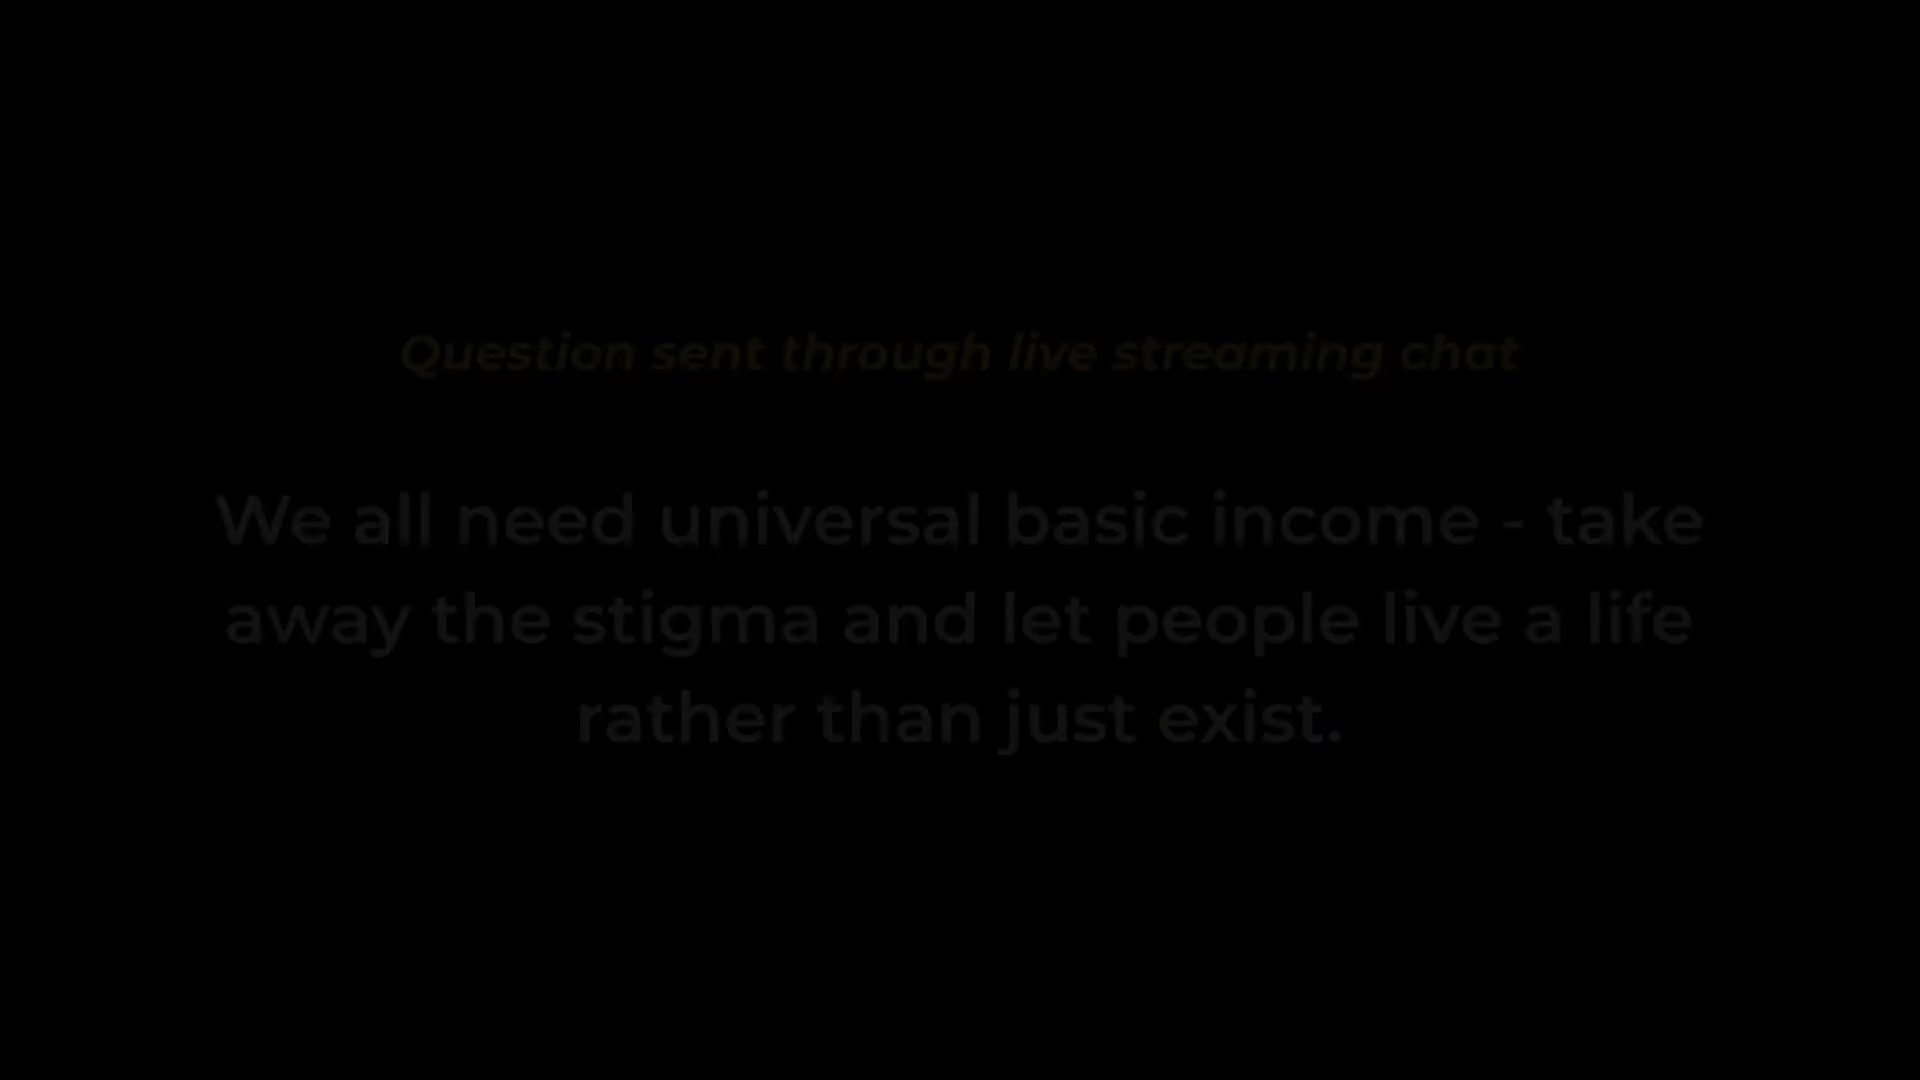 Question sent through live streaming chat
We all need universal basic income - take
away the stigma and let people live a life
rather than just exist.